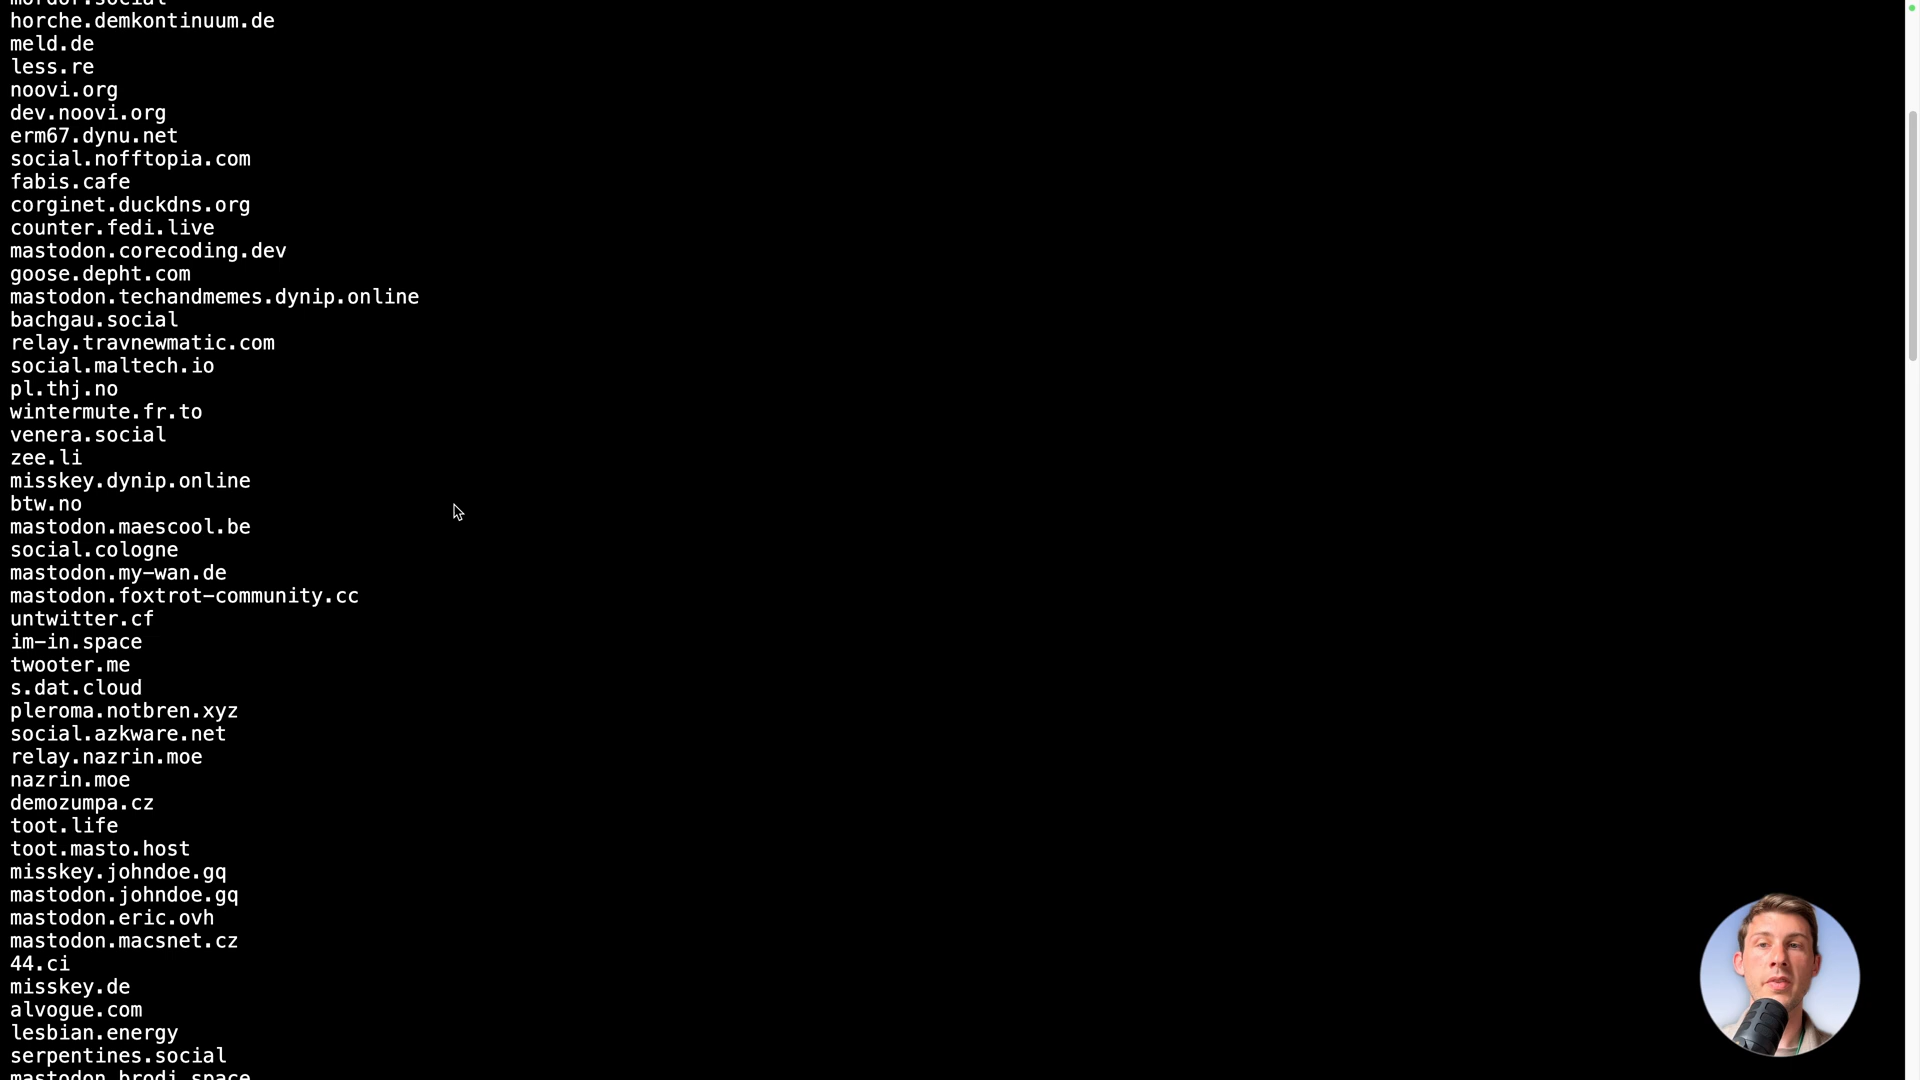 mordor.social
horche.demkontinuum.de
meld.de
less.re
noovi.org
dev.noovi.org
erm67.dynu.net
social.nofftopia.com
fabis.cafe
corginet.duckdns.org
counter.fedi.live
mastodon.corecoding.dev
goose.depht.com
mastodon.techandmemes.dynip.online
bachgau.social
relay.travnewmatic.com
social.maltech.io
pl.thj.no
wintermute.fr.to
venera.social
zee.li
misskey.dynip.online
btw.no
mastodon.maescool.be
social.cologne
mastodon.my-wan.de
mastodon.foxtrot-community.cc
untwitter.cf
im-in.space
twooter.me
s.dat.cloud
pleroma.notbren.xyz
social.azkware.net
relay.nazrin.moe
nazrin.moe
demozumpa.cz
toot.life
toot.masto.host
misskey.johndoe.gq
mastodon.johndoe.gq
mastodon.eric.ovh
mastodon.macsnet.cz
44.ci
misskey.de
alvogue.com
lesbian.energy
serpentines.social
mastodon.brodi.space